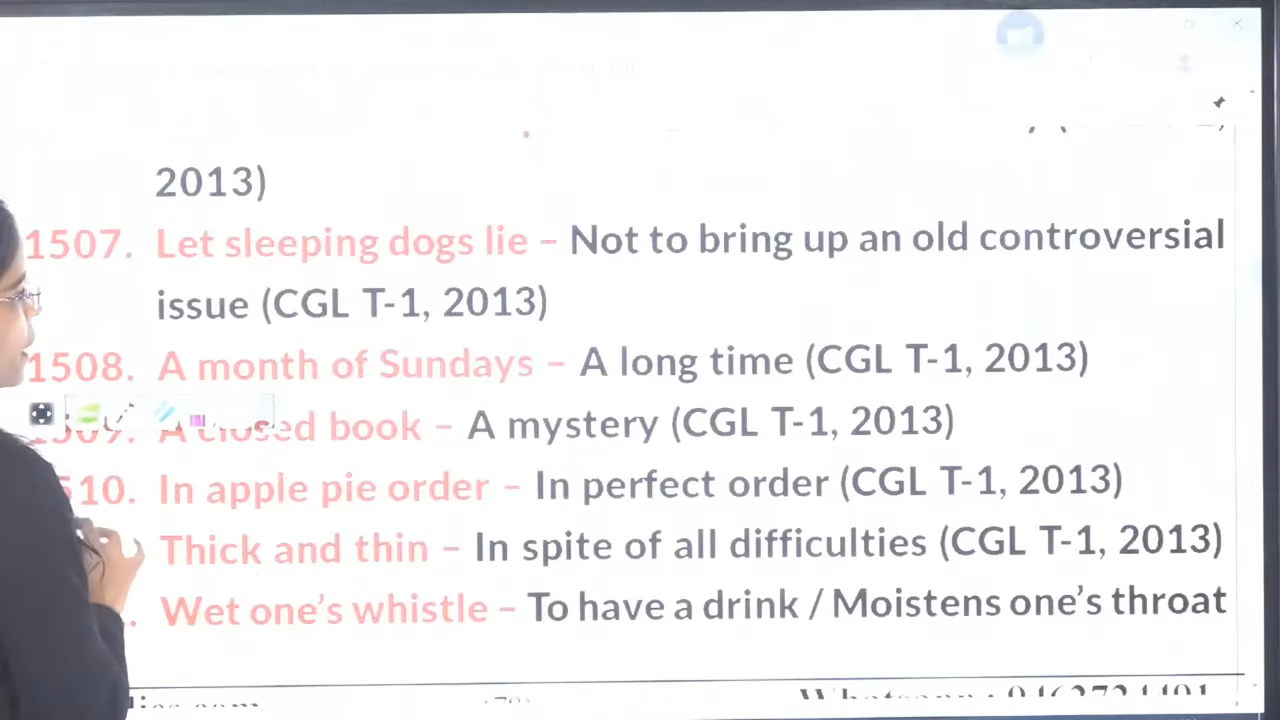 2013)
1507. Let sleeping dogs lie – Not to bring up an old controversial
issue (CGL T-1, 2013)
1508. A month of Sundays – A long time (CGL T-1, 2013)
1509. A closed book – A mystery (CGL T-1, 2013)
510. In apple pie order – In perfect order (CGL T-1, 2013)
Thick and thin – In spite of all difficulties (CGL T-1, 2013)
. Wet one's whistle – To have a drink / Moistens one's throat